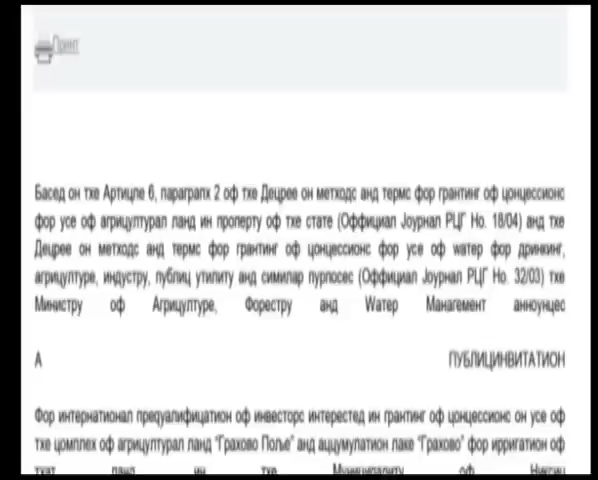 Принт
Басед он тхе Артицле 6, параграпх 2 оф тхе Децрее он метходс анд термс фор грантинг оф цонцессионс
фор усе оф агрицултурал ланд ин проперту оф тхе стате (Оффициал Јоурнал РЦГ Но. 18/04) анд тхе
Децрее он метходс анд термс фор грантинг оф цонцессионс фор усе оф wатер фор дринкинг,
агрицултуре, индустру, публиц утилиту анд симилар пурпосес (Оффициал Јоурнал РЦГ Но. 32/03) тхе
Министру оф Агрицултуре, Форестру анд Wатер Манагемент анноунцес
А ПУБЛИЦИНВИТАТИОН
Фор интернатионал преqуалифицатион оф инвесторс интерестед ин грантинг оф цонцессионс он усе оф
тхе цомплеx оф агрицултурал ланд "Грахово Поље" анд аццумулатион лаке "Грахово" фор ирригатион оф
тхат ланд ин тхе Муниципалиту оф Никсиц